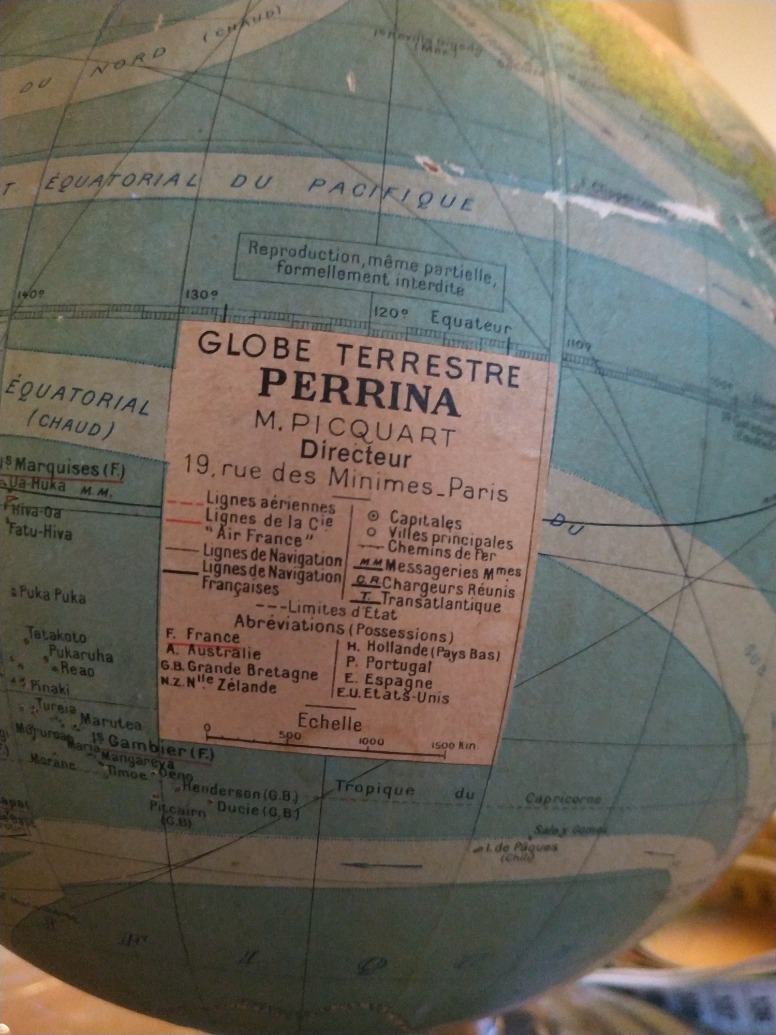 DU NORD (CHAUD)
ÉQUATORIAL DU PACIFIQUE
Reproduction, même partielle,
formellement interdite
140° 130° 120° Equateur 110°
GLOBE TERRESTRE
PERRINA
M. PICQUART
Directeur
19, rue des Minimes_Paris
Lignes aériennes
Lignes de la Cie
"Air France"
Lignes de Navigation
Lignes de Navigation
Françaises
Capitales
Villes principales
Chemins de Fer
M M Messageries Mmes
C.R. Chargeurs Réunis
T. Transatlantique
Limites d'État
Abréviations (Possessions)
F. France
A. Australie
G.B. Grande Bretagne
N.Z. Nlle Zélande
H. Hollande (Pays Bas)
P. Portugal
E. Espagne
E.U. Etats-Unis
Echelle
0 500 1000 1500 Km.
ÉQUATORIAL
(CHAUD)
DU
SUD
Is Marquises (F.)
Ua-Huka M.M.
Hiva-Oa
Fatu-Hiva
Puka Puka
Tatakoto
Pukaruha
Reao
Pinaki
Tureia
Marutea
Is Gambier (F.)
Maria
Mangareva
Morane
Timoe
Oeno
Henderson (G.B)
Pitcairn
(G.B)
Ducie (G.B)
Tropique du Capricorne
Sala y Gomez
I. de Pâques
(Chili)